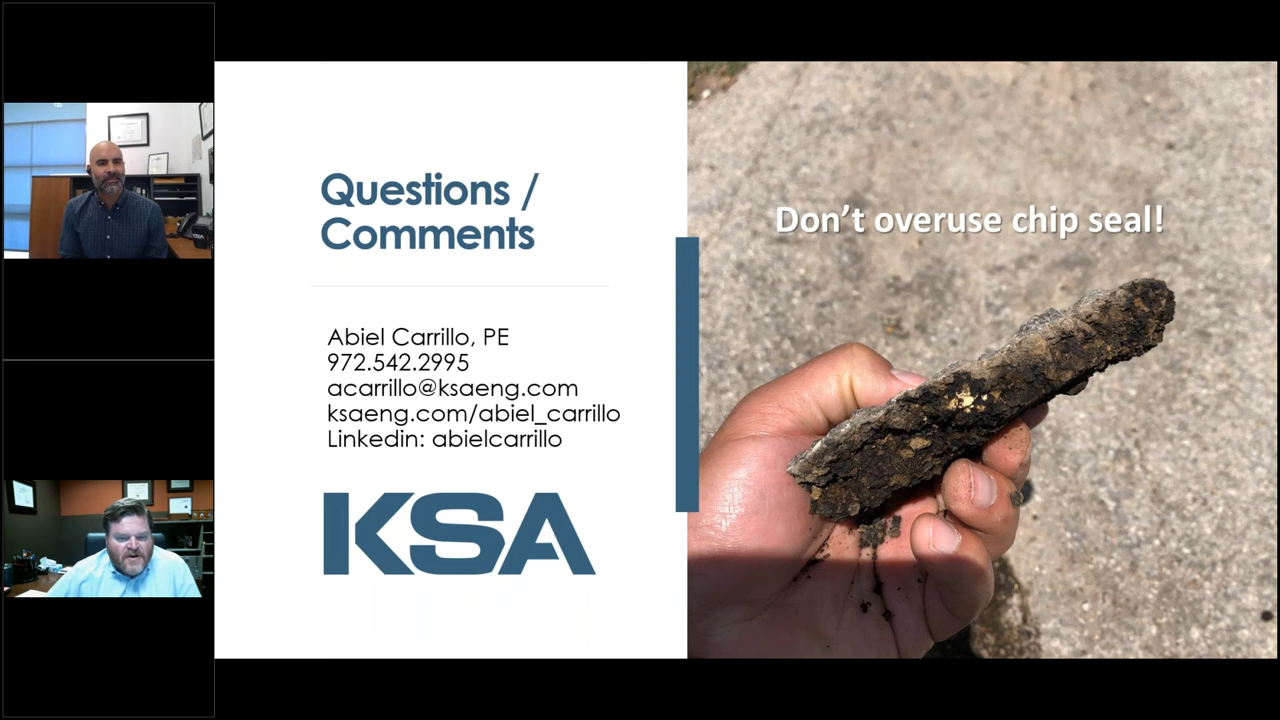 Questions /
Comments
Abiel Carrillo, PE
972.542.2995
acarrillo@ksaeng.com
ksaeng.com/abiel_carrillo
Linkedin: abielcarrillo
KSA
Don't overuse chip seal!